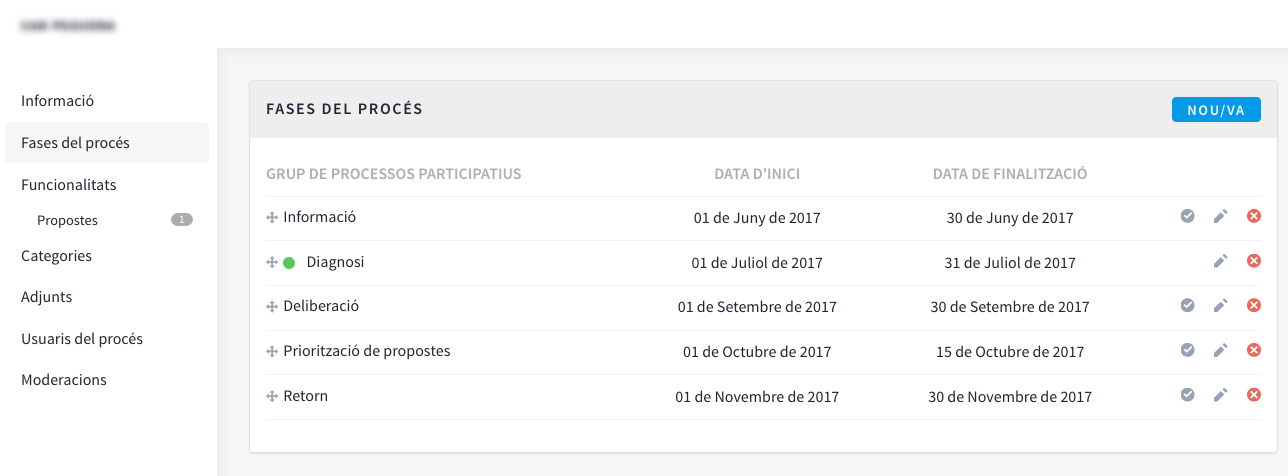 Informació
Fases del procés
Funcionalitats
Propostes 1
Categories
Adjunts
Usuaris del procés
Moderacions
FASES DEL PROCÉS NOU/VA
GRUP DE PROCESSOS PARTICIPATIUS DATA D'INICI DATA DE FINALITZACIÓ
Informació 01 de Juny de 2017 30 de Juny de 2017
Diagnosi 01 de Juliol de 2017 31 de Juliol de 2017
Deliberació 01 de Setembre de 2017 30 de Setembre de 2017
Priorització de propostes 01 de Octubre de 2017 15 de Octubre de 2017
Retorn 01 de Novembre de 2017 30 de Novembre de 2017